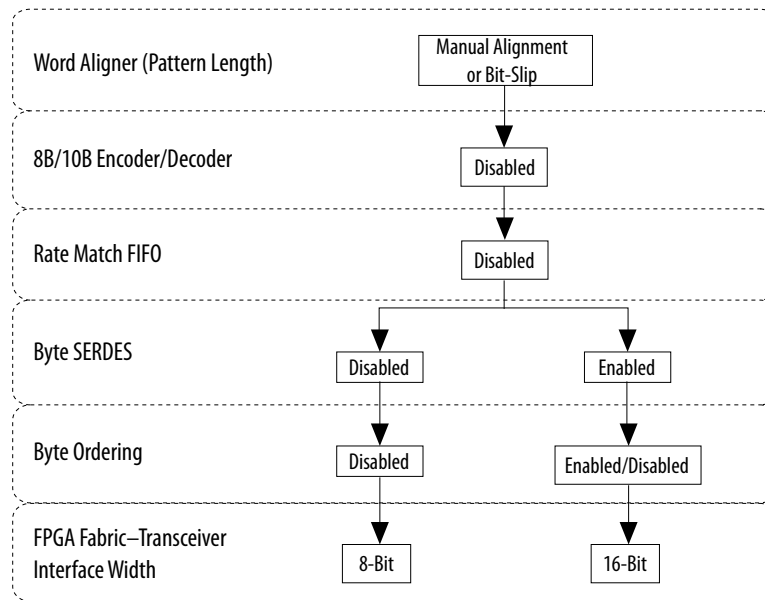 Word Aligner (Pattern Length)
Manual Alignment
or Bit-Slip
8B/10B Encoder/Decoder
Disabled
Rate Match FIFO
Disabled
Byte SERDES
Disabled
Enabled
Byte Ordering
Disabled
Enabled/Disabled
FPGA Fabric–Transceiver
Interface Width
8-Bit
16-Bit